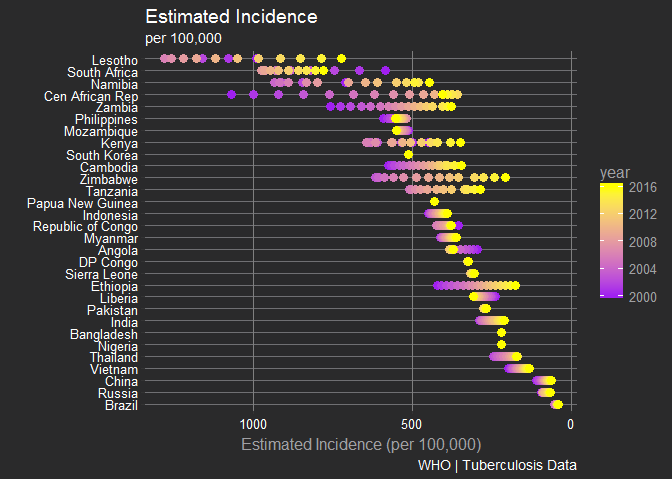 Estimated Incidence
per 100,000
Lesotho
South Africa
Namibia
Cen African Rep
Zambia
Philippines
Mozambique
Kenya
South Korea
Cambodia
Zimbabwe
Tanzania
Papua New Guinea
Indonesia
Republic of Congo
Myanmar
Angola
DP Congo
Sierra Leone
Ethiopia
Liberia
Pakistan
India
Bangladesh
Nigeria
Thailand
Vietnam
China
Russia
Brazil
1000 500 0
Estimated Incidence (per 100,000)
WHO | Tuberculosis Data
year
2016
2012
2008
2004
2000